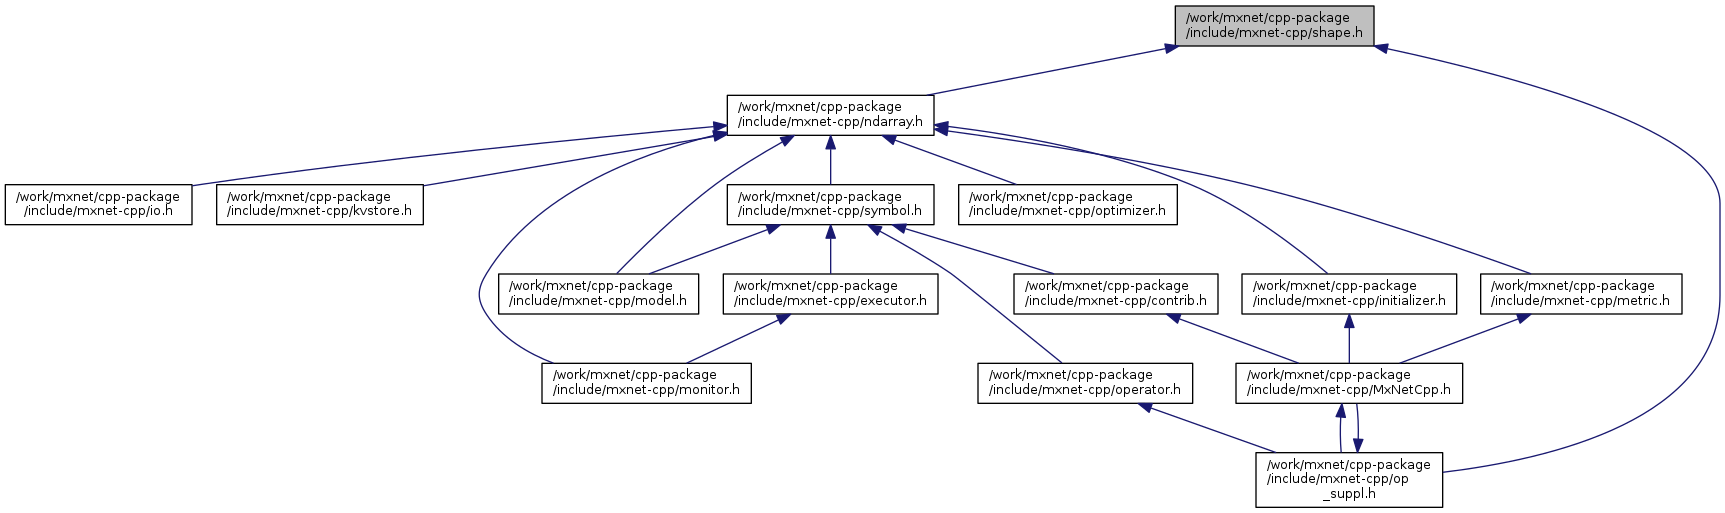 /work/mxnet/cpp-package
/include/mxnet-cpp/shape.h
/work/mxnet/cpp-package
/include/mxnet-cpp/ndarray.h
/work/mxnet/cpp-package
/include/mxnet-cpp/io.h
/work/mxnet/cpp-package
/include/mxnet-cpp/kvstore.h
/work/mxnet/cpp-package
/include/mxnet-cpp/symbol.h
/work/mxnet/cpp-package
/include/mxnet-cpp/optimizer.h
/work/mxnet/cpp-package
/include/mxnet-cpp/model.h
/work/mxnet/cpp-package
/include/mxnet-cpp/executor.h
/work/mxnet/cpp-package
/include/mxnet-cpp/contrib.h
/work/mxnet/cpp-package
/include/mxnet-cpp/initializer.h
/work/mxnet/cpp-package
/include/mxnet-cpp/metric.h
/work/mxnet/cpp-package
/include/mxnet-cpp/monitor.h
/work/mxnet/cpp-package
/include/mxnet-cpp/operator.h
/work/mxnet/cpp-package
/include/mxnet-cpp/MxNetCpp.h
/work/mxnet/cpp-package
/include/mxnet-cpp/op
_suppl.h